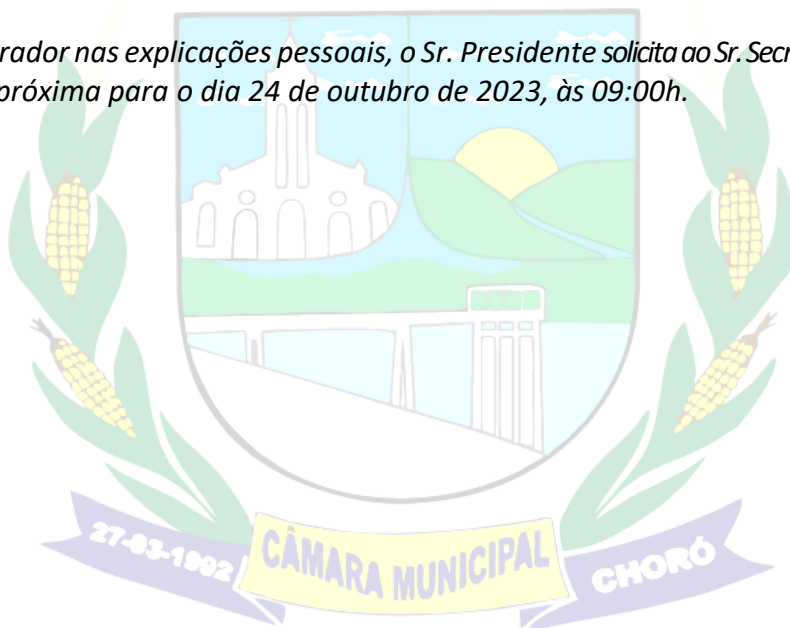 rador nas explicações pessoais, o Sr. Presidente solicita ao Sr. Secr
próxima para o dia 24 de outubro de 2023, às 09:00h.
27-03-1992
CÂMARA MUNICIPAL
CHORÓ